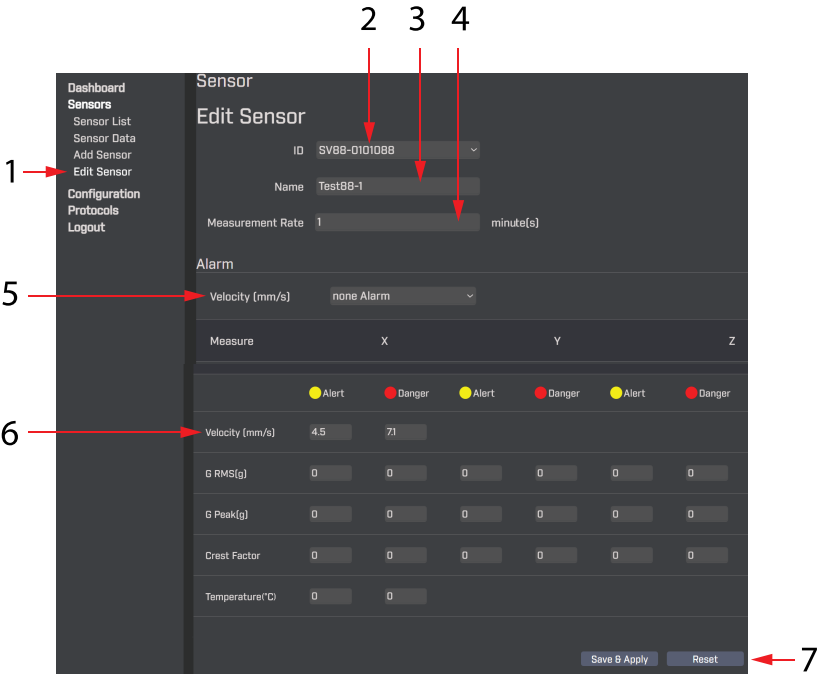 2 3 4
Dashboard
Sensors
Sensor List
Sensor Data
Add Sensor
1 Edit Sensor
Configuration
Protocols
Logout
Sensor
Edit Sensor
ID SV88-0101088
Name Test88-1
Measurement Rate 1 minute(s)
Alarm
5 Velocity (mm/s) none Alarm
Measure X Y Z
Alert Danger Alert Danger Alert Danger
6 Velocity (mm/s) 4.5 7.1
G RMS(g) 0 0 0 0 0 0
G Peak(g) 0 0 0 0 0 0
Crest Factor 0 0 0 0 0 0
Temperature(°C) 0 0
Save & Apply Reset 7